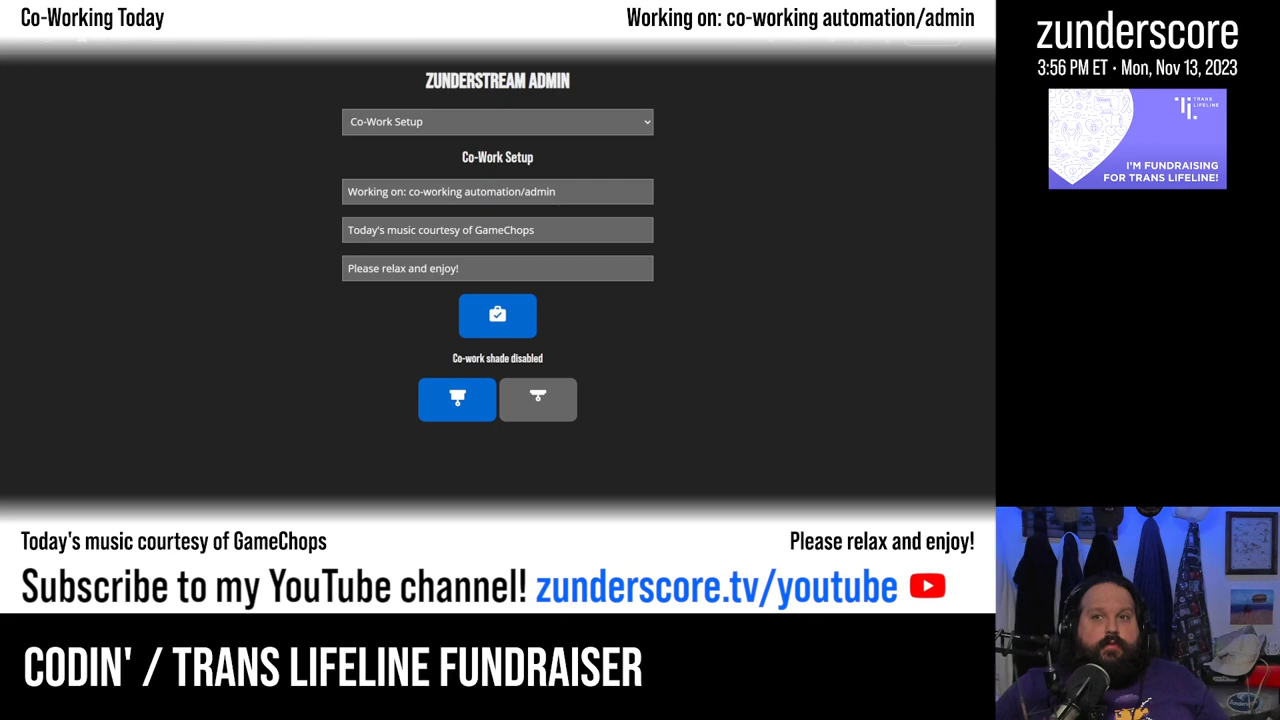 Co-Working Today
Working on: co-working automation/admin
zunderscore
3:56 PM ET · Mon, Nov 13, 2023
TRANS
LIFELINE
I'M FUNDRAISING
FOR TRANS LIFELINE!
ZUNDERSTREAM ADMIN
Co-Work Setup
Co-Work Setup
Working on: co-working automation/admin
Today's music courtesy of GameChops
Please relax and enjoy!
Co-work shade disabled
Today's music courtesy of GameChops
Please relax and enjoy!
Subscribe to my YouTube channel! zunderscore.tv/youtube
CODIN' / TRANS LIFELINE FUNDRAISER